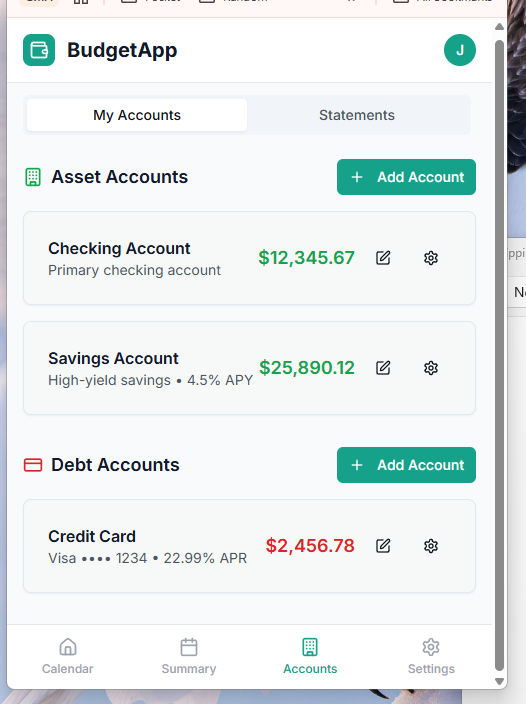 BudgetApp
J
My Accounts
Statements
Asset Accounts
+ Add Account
Checking Account
Primary checking account
$12,345.67
Savings Account
High-yield savings • 4.5% APY
$25,890.12
Debt Accounts
+ Add Account
Credit Card
Visa •••• 1234 • 22.99% APR
$2,456.78
Calendar
Summary
Accounts
Settings